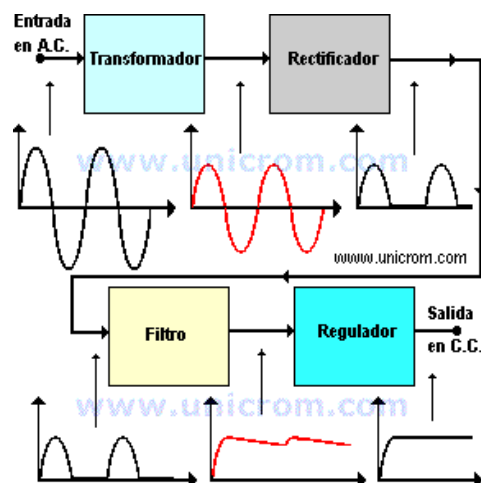 Entrada
en A.C.
Transformador
Rectificador
www.unicrom.com
www.unicrom.com
Filtro
Regulador
Salida
en C.C.
www.unicrom.com